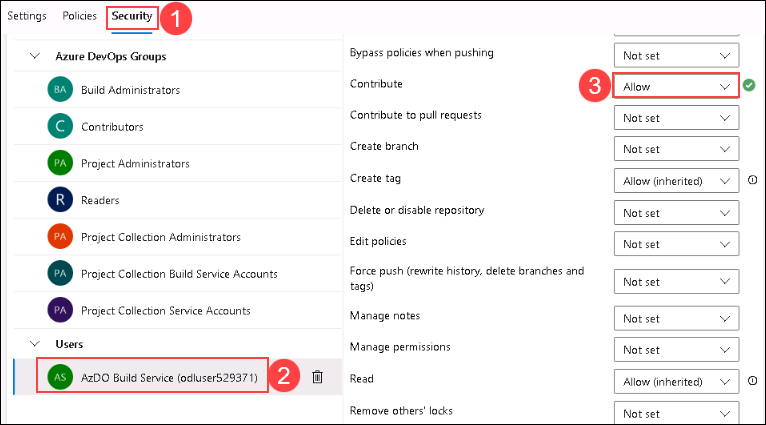 Settings Policies Security 1
Azure DevOps Groups
BA Build Administrators
C Contributors
PA Project Administrators
R Readers
PA Project Collection Administrators
PA Project Collection Build Service Accounts
PA Project Collection Service Accounts
Users
AS AzDO Build Service (odluser529371) 2
Bypass policies when pushing Not set
Contribute 3 Allow
Contribute to pull requests Not set
Create branch Not set
Create tag Allow (inherited)
Delete or disable repository Not set
Edit policies Not set
Force push (rewrite history, delete branches and
tags) Not set
Manage notes Not set
Manage permissions Not set
Read Allow (inherited)
Remove others' locks Not set